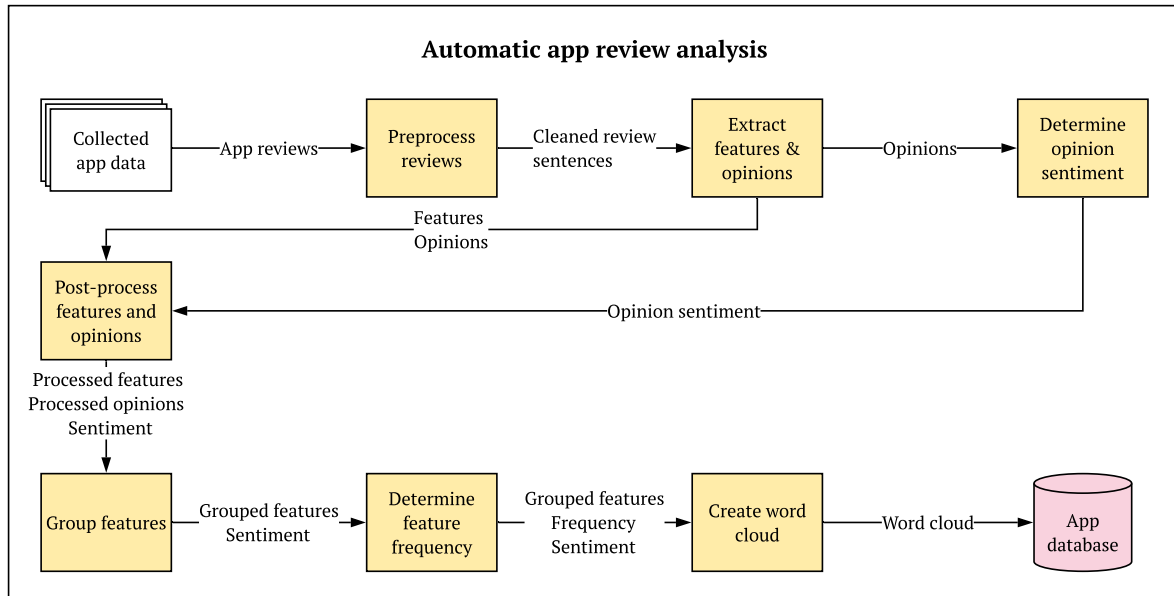 Automatic app review analysis
Collected
app data
App reviews
Preprocess
reviews
Cleaned review
sentences
Extract
features &
opinions
Opinions
Determine
opinion
sentiment
Features
Opinions
Post-process
features and
opinions
Opinion sentiment
Processed features
Processed opinions
Sentiment
Group features
Grouped features
Sentiment
Determine
feature
frequency
Grouped features
Frequency
Sentiment
Create word
cloud
Word cloud
App
database